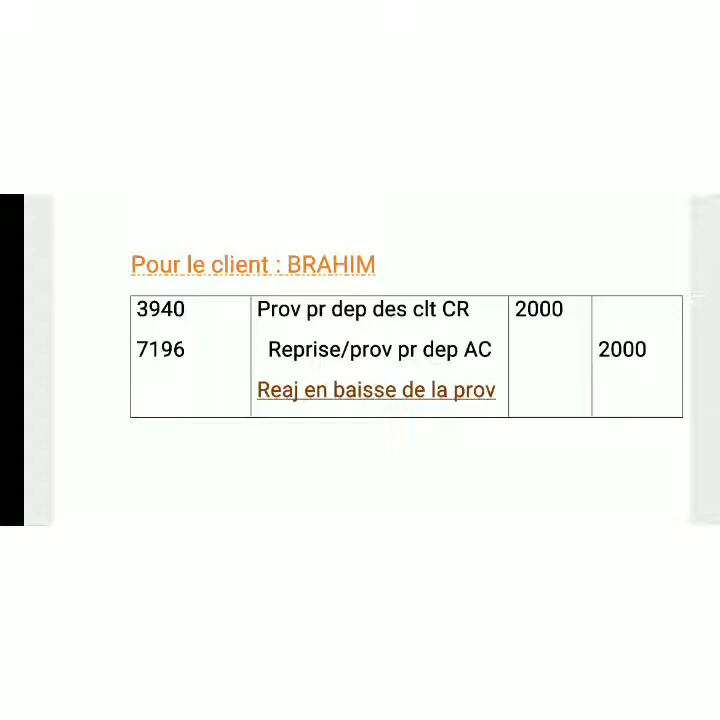 Pour le client : BRAHIM
3940 Prov pr dep des clt CR 2000
7196 Reprise/prov pr dep AC 2000
Reaj en baisse de la prov